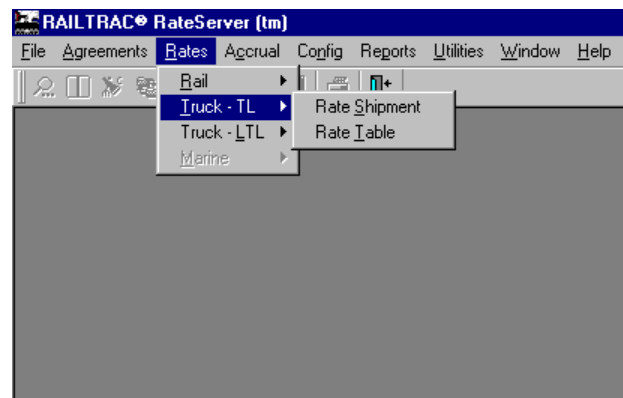 RAILTRAC® RateServer (tm)
File Agreements Rates Accrual Config Reports Utilities Window Help
Rail
Truck - TL Rate Shipment
Truck - LTL Rate Table
Marine